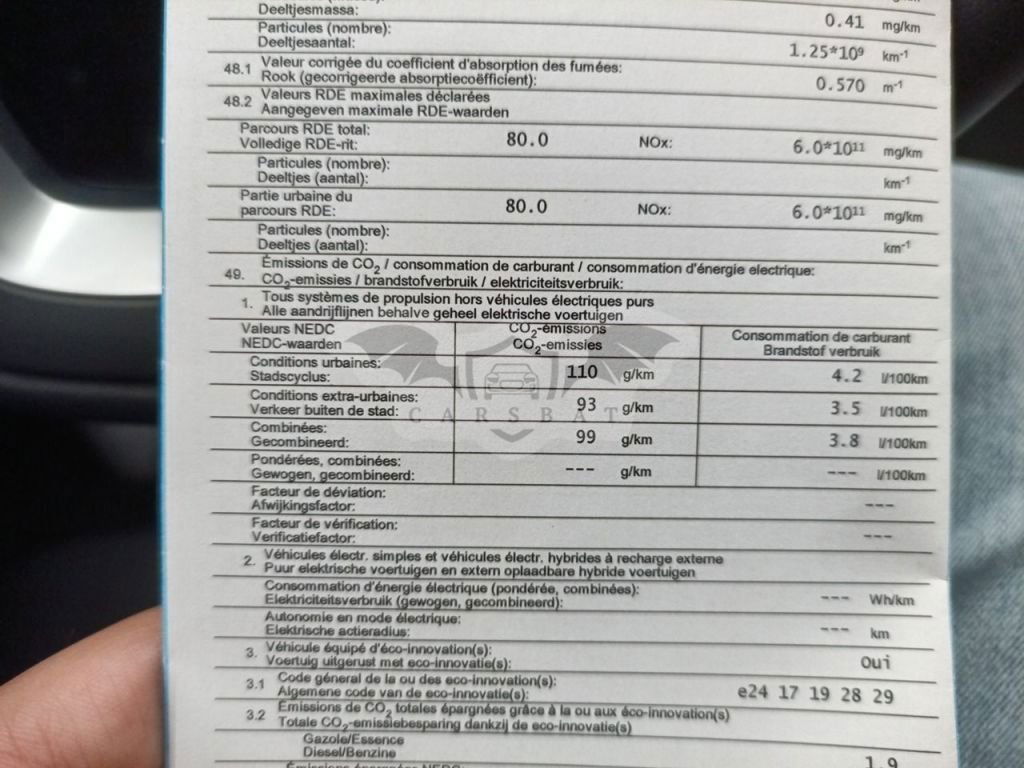 Deeltjesmassa: 0.41 mg/km
Particules (nombre):
Deeltjesaantal: 1.25*10⁹ km⁻¹
48.1 Valeur corrigée du coefficient d'absorption des fumées:
Rook (gecorrigeerde absorptiecoëfficient): 0.570 m⁻¹
48.2 Valeurs RDE maximales déclarées
Aangegeven maximale RDE-waarden
Parcours RDE total:
Volledige RDE-rit: 80.0 NOx: 6.0*10¹¹ mg/km
Particules (nombre):
Deeltjes (aantal): km⁻¹
Partie urbaine du
parcours RDE: 80.0 NOx: 6.0*10¹¹ mg/km
Particules (nombre):
Deeltjes (aantal): km⁻¹
49. Émissions de CO₂ / consommation de carburant / consommation d'énergie electrique:
CO₂-emissies / brandstofverbruik / elektriciteitsverbruik:
1. Tous systèmes de propulsion hors véhicules électriques purs
Alle aandrijflijnen behalve geheel elektrische voertuigen
Valeurs NEDC CO₂-émissions Consommation de carburant
NEDC-waarden CO₂-emissies Brandstof verbruik
Conditions urbaines:
Stadscyclus: 110 g/km 4.2 l/100km
Conditions extra-urbaines:
Verkeer buiten de stad: 93 g/km 3.5 l/100km
CARSBAT
Combinées:
Gecombineerd: 99 g/km 3.8 l/100km
Pondérées, combinées:
Gewogen, gecombineerd: --- g/km --- l/100km
Facteur de déviation:
Afwijkingsfactor: ---
Facteur de vérification:
Verificatiefactor: ---
2. Véhicules électr. simples et véhicules électr. hybrides à recharge externe
Puur elektrische voertuigen en extern oplaadbare hybride voertuigen
Consommation d'énergie électrique (pondérée, combinées):
Elektriciteitsverbruik (gewogen, gecombineerd): --- Wh/km
Autonomie en mode électrique:
Elektrische actieradius: --- km
3. Véhicule équipé d'éco-innovation(s):
Voertuig uitgerust met eco-innovatie(s): Oui
3.1 Code géneral de la ou des eco-innovation(s):
Algemene code van de eco-innovatie(s): e24 17 19 28 29
3.2 Émissions de CO₂ totales épargnées grâce à la ou aux éco-innovation(s)
Totale CO₂-emissiebesparing dankzij de eco-innovatie(s)
Gazole/Essence
Diesel/Benzine
1.9